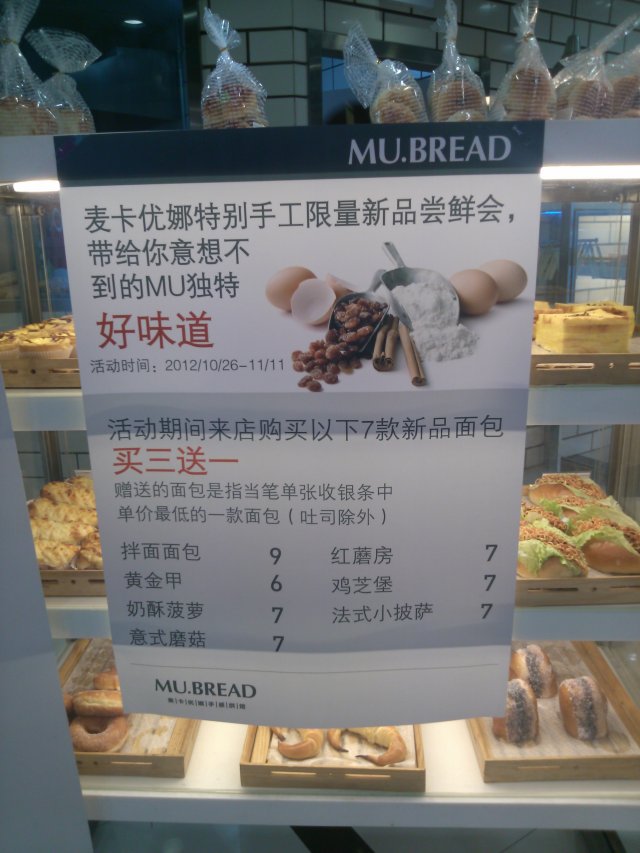 MU.BREAD
麦卡优娜特别手工限量新品尝鲜会，
带给你意想不
到的MU独特
好味道
活动时间：2012/10/26-11/11
活动期间来店购买以下7款新品面包
买三送一
赠送的面包是指当笔单张收银条中
单价最低的一款面包（吐司除外）
拌面面包 9
黄金甲 6
奶酥菠萝 7
意式磨菇 7
红蘑房 7
鸡芝堡 7
法式小披萨 7
MU.BREAD